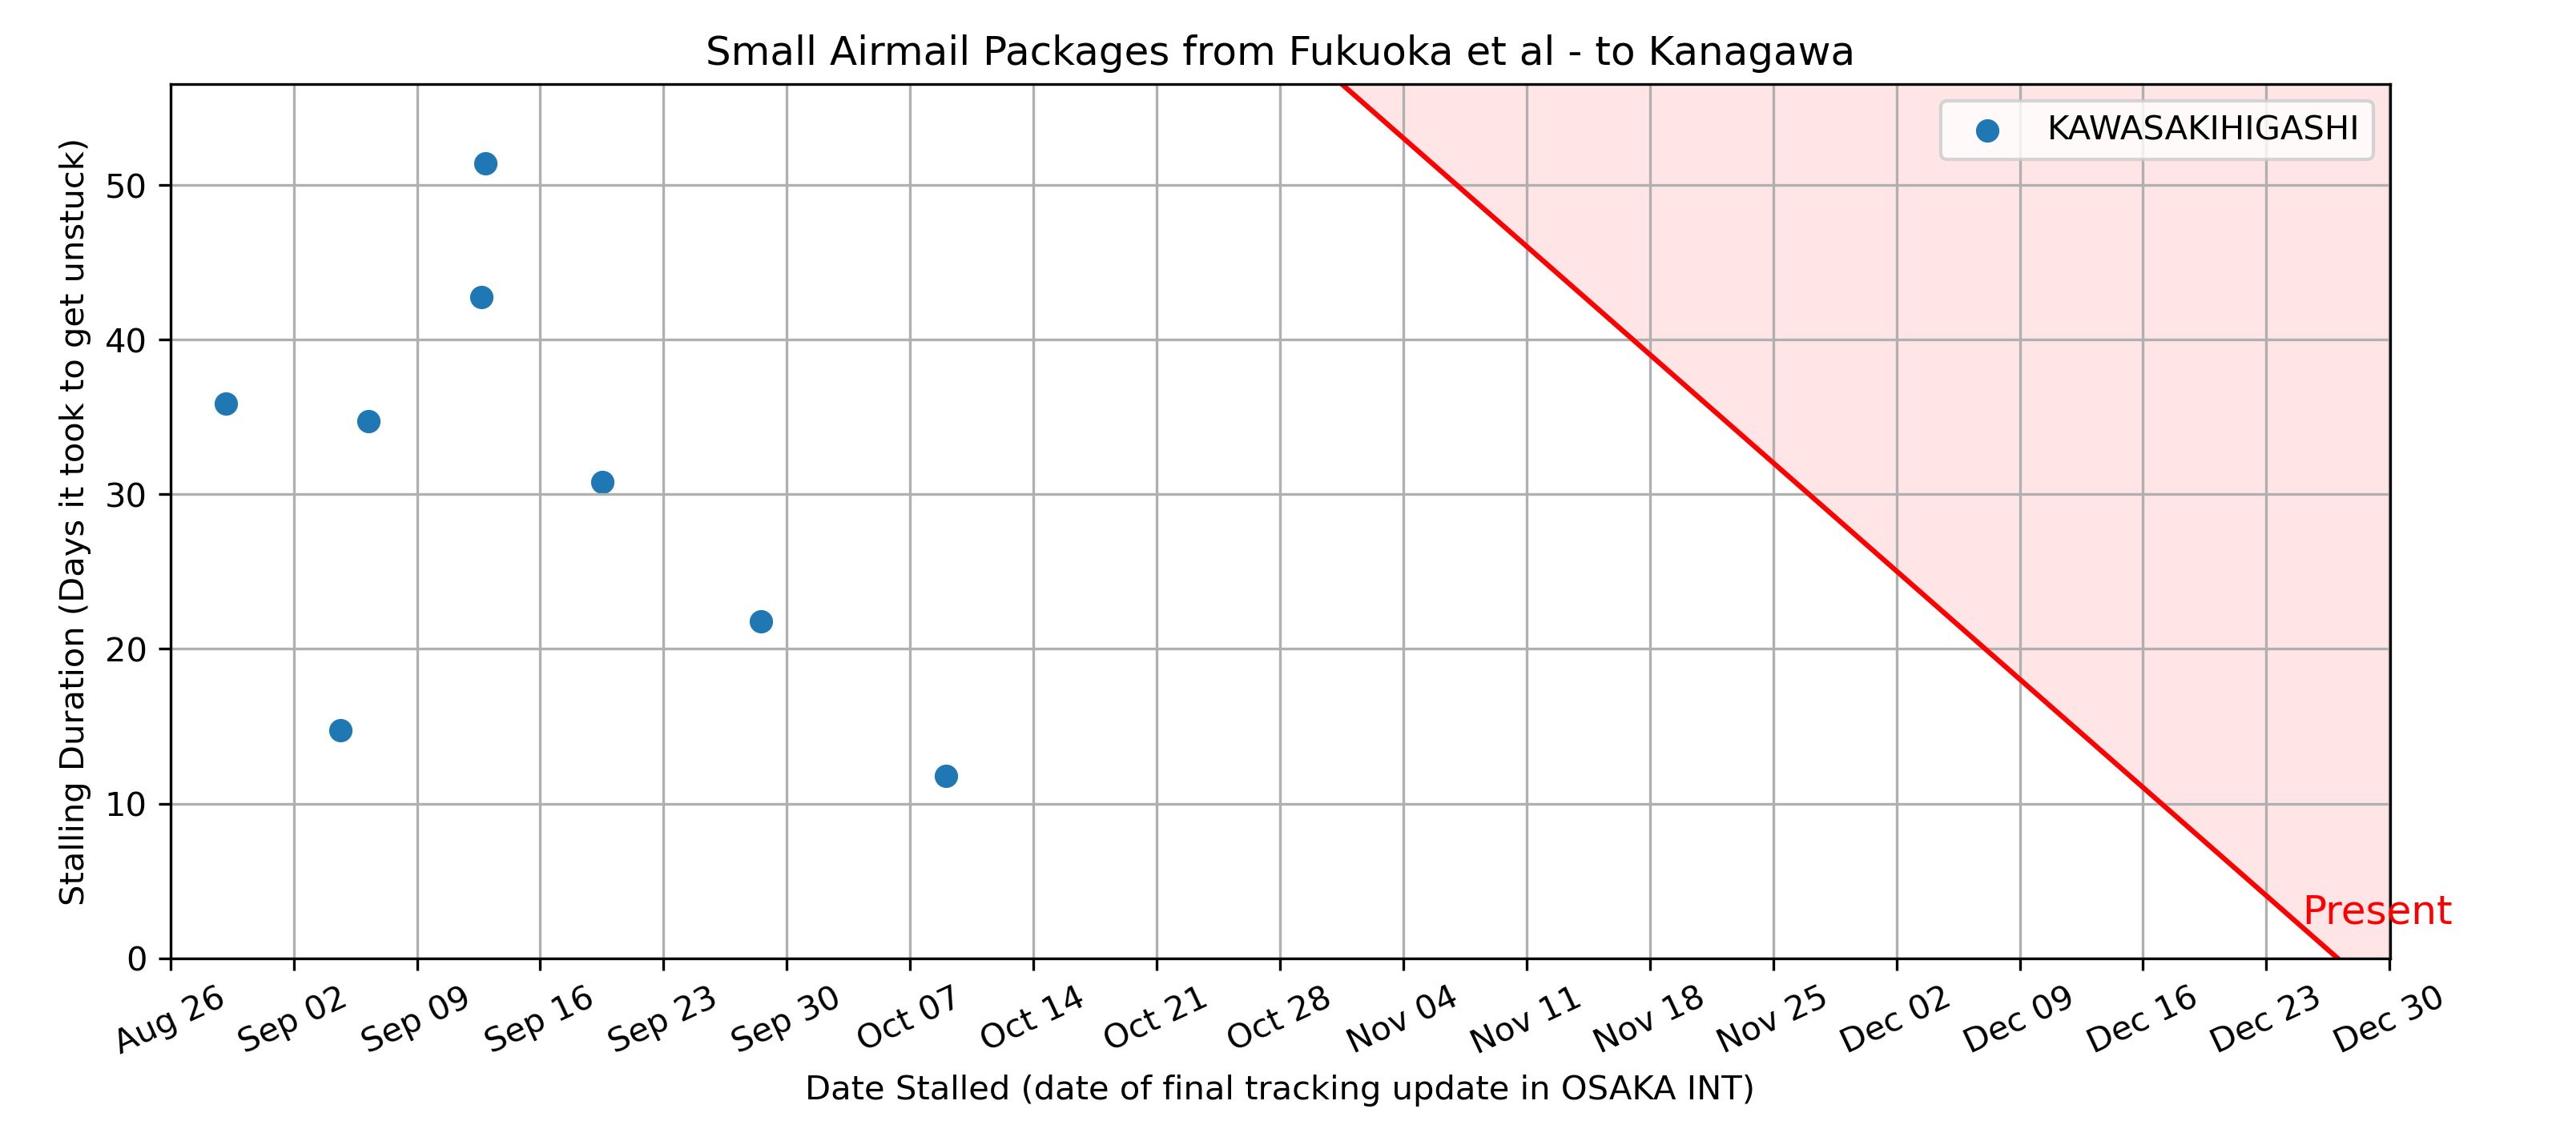 Small Airmail Packages from Fukuoka et al - to Kanagawa
KAWASAKIHIGASHI
Stalling Duration (Days it took to get unstuck)
50
40
30
20
10
0
Present
Aug 26
Sep 02
Sep 09
Sep 16
Sep 23
Sep 30
Oct 07
Oct 14
Oct 21
Oct 28
Nov 04
Nov 11
Nov 18
Nov 25
Dec 02
Dec 09
Dec 16
Dec 23
Dec 30
Date Stalled (date of final tracking update in OSAKA INT)